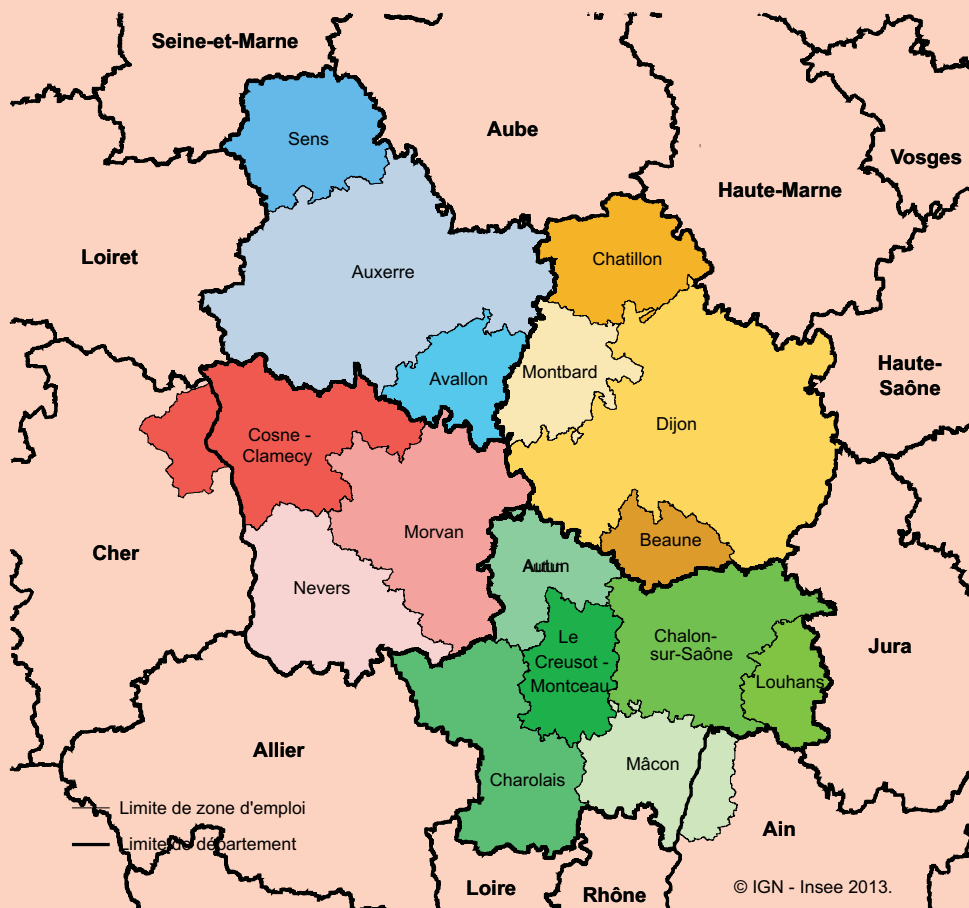 Seine-et-Marne
Sens
Aube
Vosges
Haute-Marne
Loiret
Chatillon
Auxerre
Haute-
Saône
Montbard
Avallon
Dijon
Cosne -
Clamecy
Morvan
Beaune
Cher
Autun
Nevers
Le
Creusot -
Montceau
Chalon-
sur-Saône
Jura
Louhans
Allier
Mâcon
Charolais
Limite de zone d'emploi
Ain
Limite de département
Loire
Rhône
© IGN - Insee 2013.